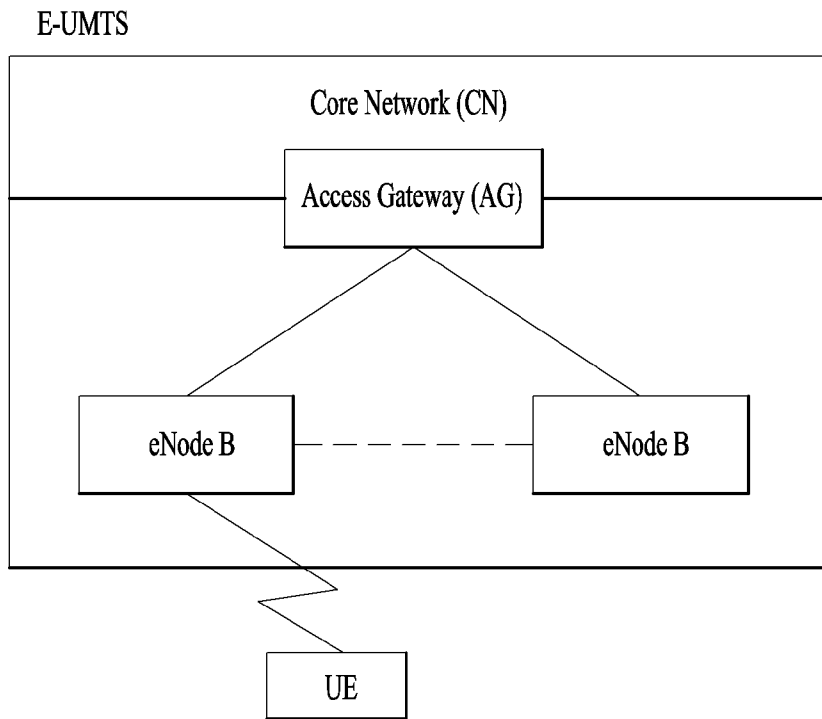 E-UMTS
Core Network (CN)
Access Gateway (AG)
eNode B
eNode B
UE